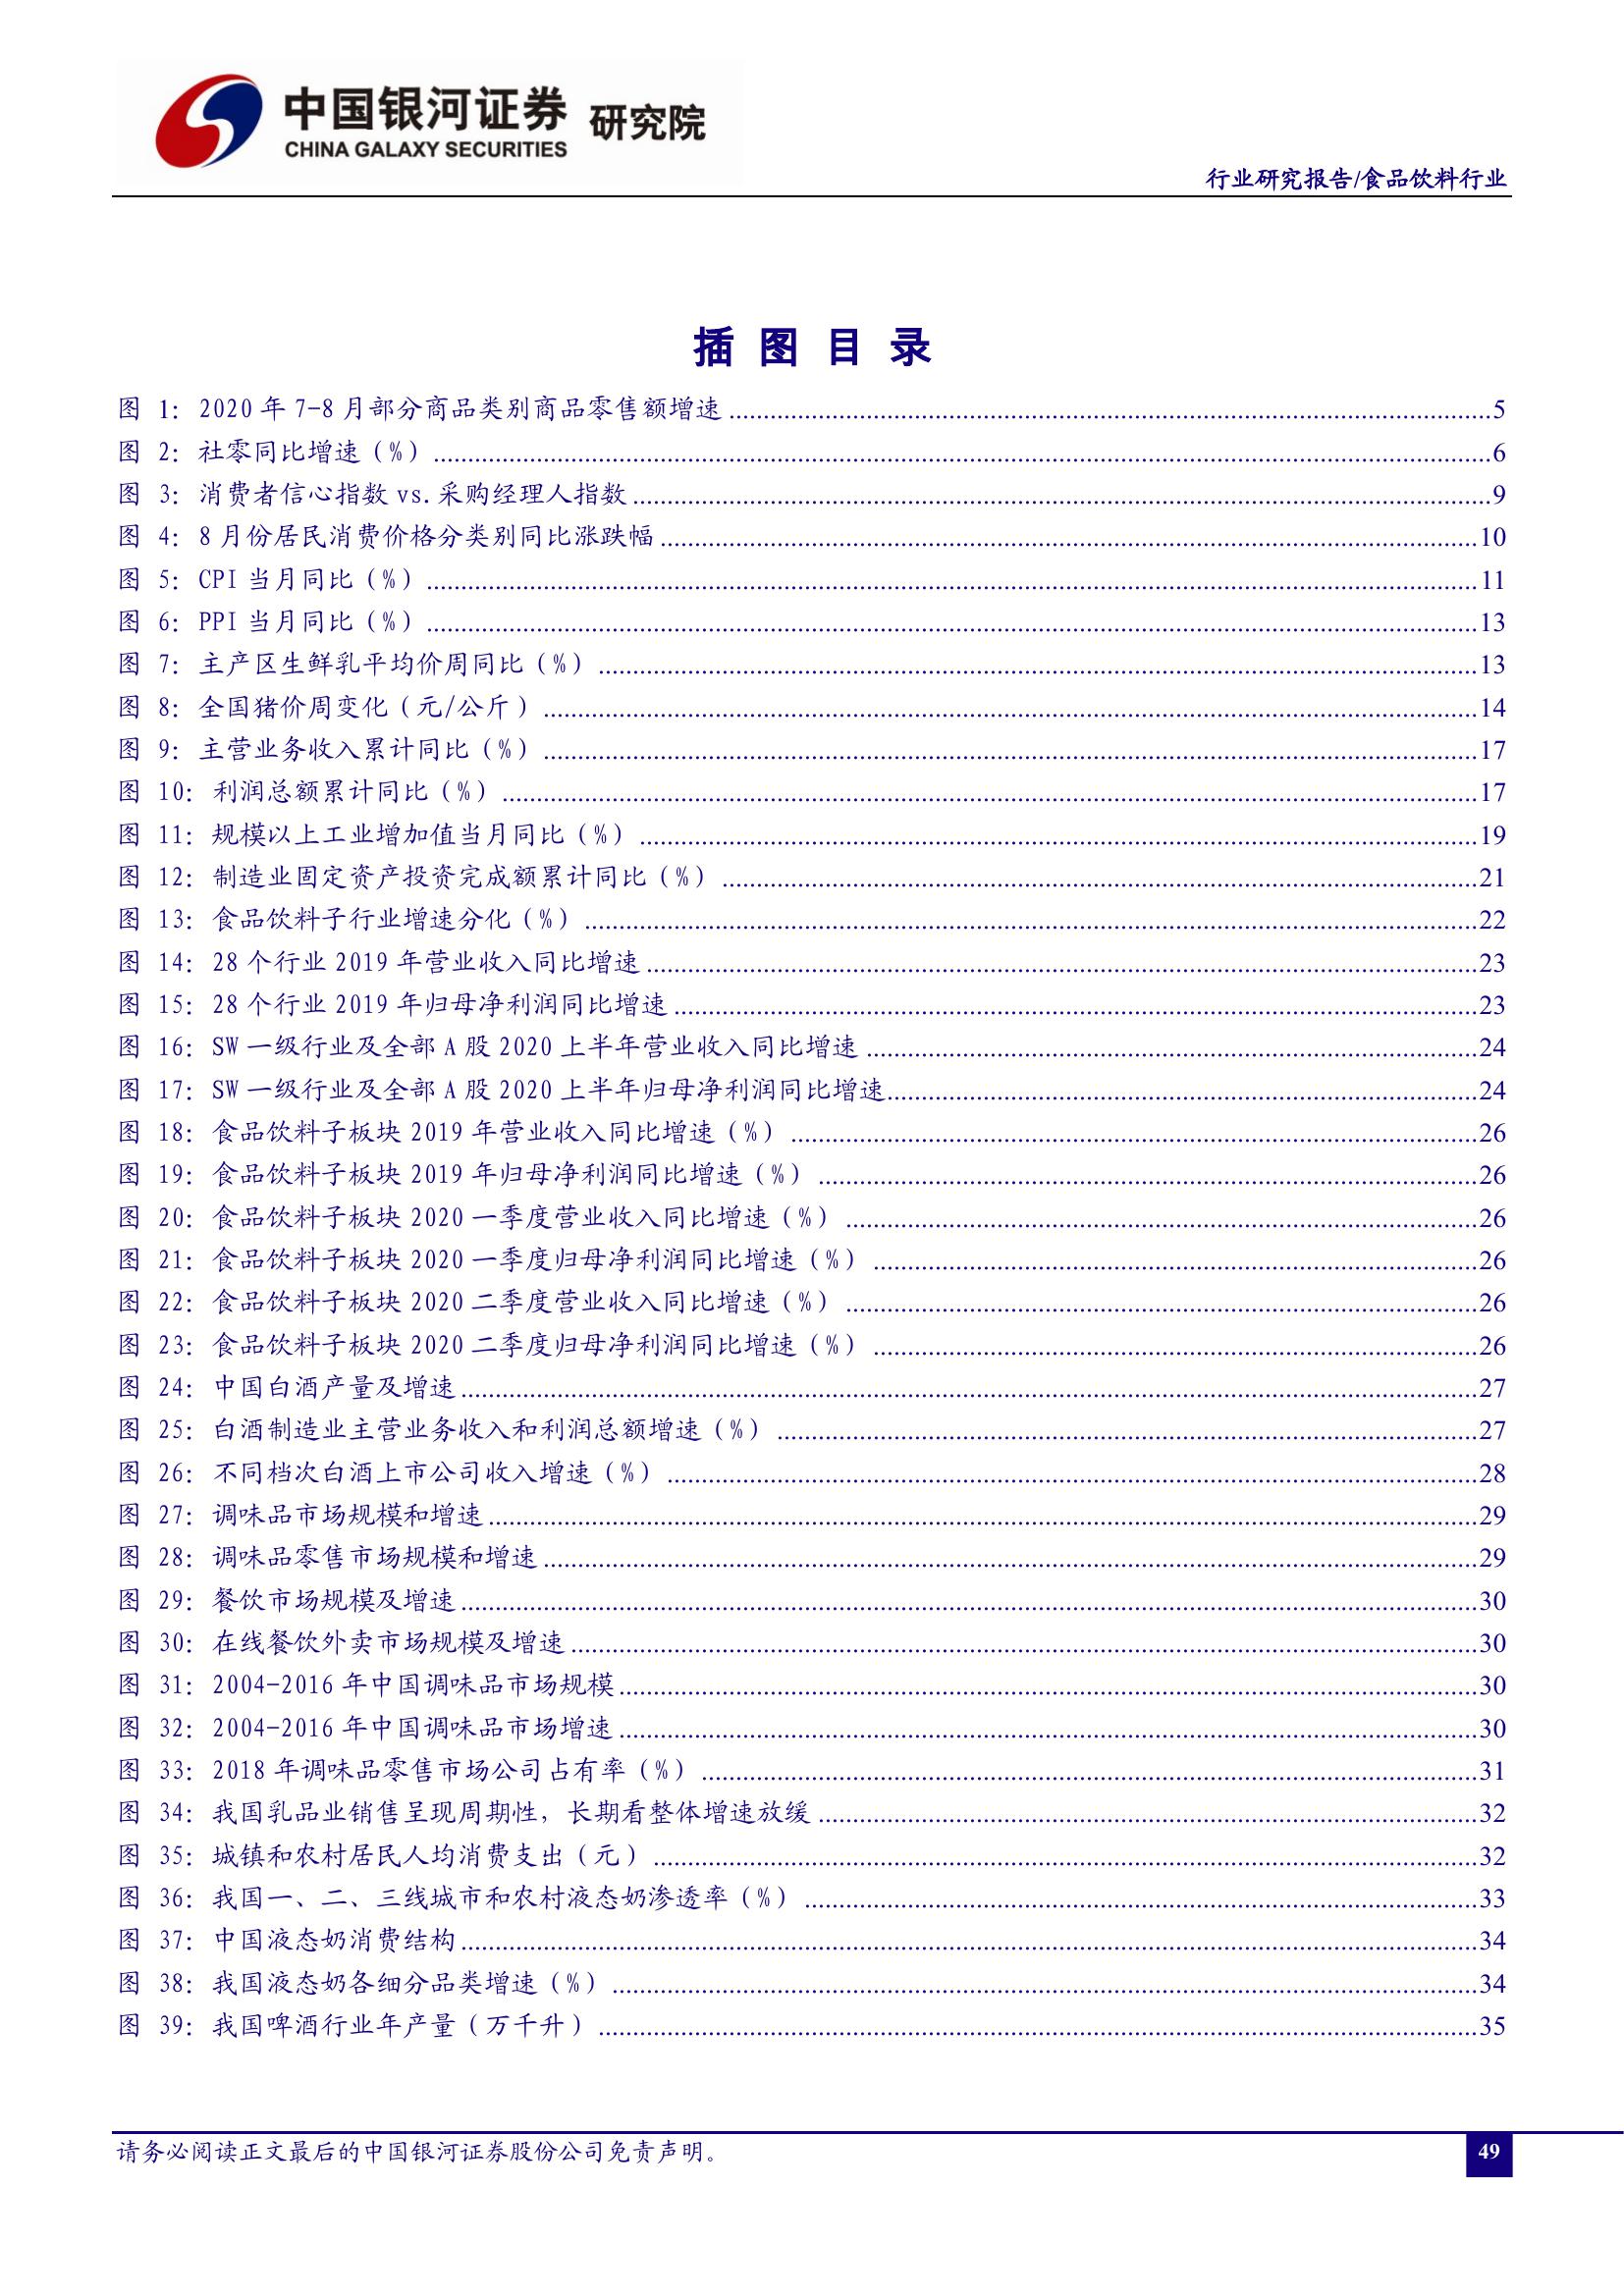 中国银河证券 研究院
CHINA GALAXY SECURITIES
行业研究报告/食品饮料行业
插 图 目 录
图 1: 2020 年 7-8 月部分商品类别商品零售额增速 ........ 5
图 2: 社零同比增速（%） ........ 6
图 3: 消费者信心指数 vs. 采购经理人指数 ........ 9
图 4: 8 月份居民消费价格分类别同比涨跌幅 ........ 10
图 5: CPI 当月同比（%） ........ 11
图 6: PPI 当月同比（%） ........ 13
图 7: 主产区生鲜乳平均价周同比（%） ........ 13
图 8: 全国猪价周变化（元/公斤） ........ 14
图 9: 主营业务收入累计同比（%） ........ 17
图 10: 利润总额累计同比（%） ........ 17
图 11: 规模以上工业增加值当月同比（%） ........ 19
图 12: 制造业固定资产投资完成额累计同比（%） ........ 21
图 13: 食品饮料子行业增速分化（%） ........ 22
图 14: 28 个行业 2019 年营业收入同比增速 ........ 23
图 15: 28 个行业 2019 年归母净利润同比增速 ........ 23
图 16: SW 一级行业及全部 A 股 2020 上半年营业收入同比增速 ........ 24
图 17: SW 一级行业及全部 A 股 2020 上半年归母净利润同比增速 ........ 24
图 18: 食品饮料子板块 2019 年营业收入同比增速（%） ........ 26
图 19: 食品饮料子板块 2019 年归母净利润同比增速（%） ........ 26
图 20: 食品饮料子板块 2020 一季度营业收入同比增速（%） ........ 26
图 21: 食品饮料子板块 2020 一季度归母净利润同比增速（%） ........ 26
图 22: 食品饮料子板块 2020 二季度营业收入同比增速（%） ........ 26
图 23: 食品饮料子板块 2020 二季度归母净利润同比增速（%） ........ 26
图 24: 中国白酒产量及增速 ........ 27
图 25: 白酒制造业主营业务收入和利润总额增速（%） ........ 27
图 26: 不同档次白酒上市公司收入增速（%） ........ 28
图 27: 调味品市场规模和增速 ........ 29
图 28: 调味品零售市场规模和增速 ........ 29
图 29: 餐饮市场规模及增速 ........ 30
图 30: 在线餐饮外卖市场规模及增速 ........ 30
图 31: 2004-2016 年中国调味品市场规模 ........ 30
图 32: 2004-2016 年中国调味品市场增速 ........ 30
图 33: 2018 年调味品零售市场公司占有率（%） ........ 31
图 34: 我国乳品业销售呈现周期性，长期看整体增速放缓 ........ 32
图 35: 城镇和农村居民人均消费支出（元） ........ 32
图 36: 我国一、二、三线城市和农村液态奶渗透率（%） ........ 33
图 37: 中国液态奶消费结构 ........ 34
图 38: 我国液态奶各细分品类增速（%） ........ 34
图 39: 我国啤酒行业年产量（万千升） ........ 35
请务必阅读正文最后的中国银河证券股份公司免责声明。
49